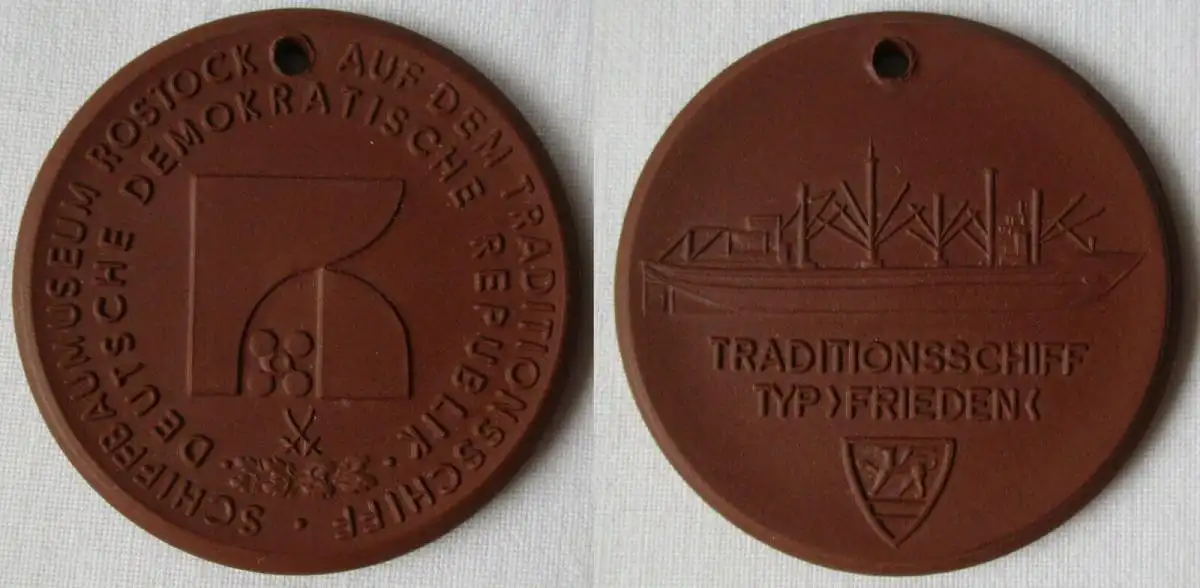 SCHIFFBAUMUSEUM ROSTOCK AUF DEM TRADITIONSSCHIFF ·
DEUTSCHE DEMOKRATISCHE REPUBLIK ·
TRADITIONSSCHIFF
TYP >FRIEDEN<